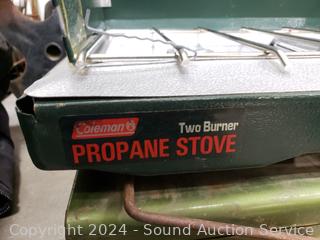 Coleman
Two Burner
PROPANE STOVE
Copyright 2024 - Sound Auction Service